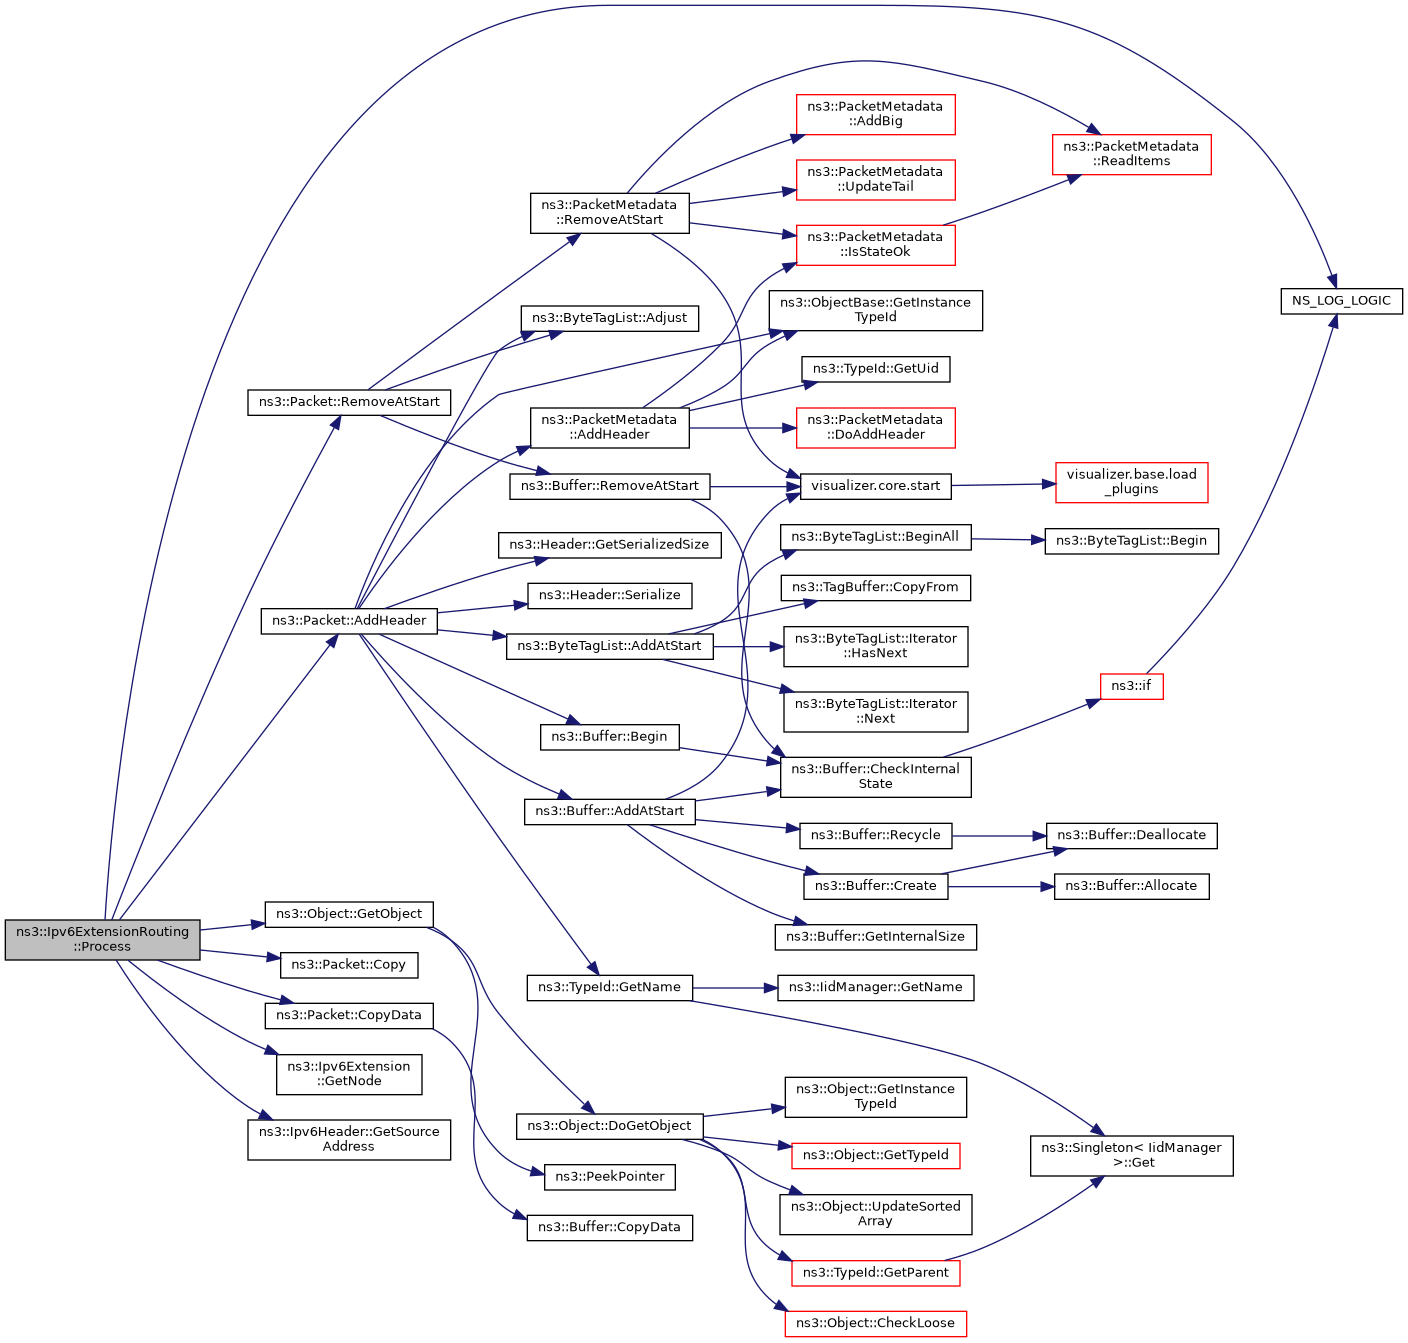 ns3::PacketMetadata
::AddBig
ns3::PacketMetadata
::ReadItems
ns3::PacketMetadata
::UpdateTail
ns3::PacketMetadata
::RemoveAtStart
ns3::PacketMetadata
::IsStateOk
NS_LOG_LOGIC
ns3::ObjectBase::GetInstance
TypeId
ns3::ByteTagList::Adjust
ns3::TypeId::GetUid
ns3::Packet::RemoveAtStart
ns3::PacketMetadata
::AddHeader
ns3::PacketMetadata
::DoAddHeader
ns3::Buffer::RemoveAtStart
visualizer.core.start
visualizer.base.load
_plugins
ns3::ByteTagList::BeginAll
ns3::ByteTagList::Begin
ns3::Header::GetSerializedSize
ns3::TagBuffer::CopyFrom
ns3::Header::Serialize
ns3::Packet::AddHeader
ns3::ByteTagList::AddAtStart
ns3::ByteTagList::Iterator
::HasNext
ns3::if
ns3::ByteTagList::Iterator
::Next
ns3::Buffer::Begin
ns3::Buffer::CheckInternal
State
ns3::Buffer::AddAtStart
ns3::Buffer::Recycle
ns3::Buffer::Deallocate
ns3::Buffer::Create
ns3::Buffer::Allocate
ns3::Object::GetObject
ns3::Ipv6ExtensionRouting
::Process
ns3::Buffer::GetInternalSize
ns3::Packet::Copy
ns3::TypeId::GetName
ns3::IidManager::GetName
ns3::Packet::CopyData
ns3::Ipv6Extension
::GetNode
ns3::Object::GetInstance
TypeId
ns3::Ipv6Header::GetSource
Address
ns3::Object::DoGetObject
ns3::Object::GetTypeId
ns3::Singleton< IidManager
>::Get
ns3::PeekPointer
ns3::Object::UpdateSorted
Array
ns3::Buffer::CopyData
ns3::TypeId::GetParent
ns3::Object::CheckLoose